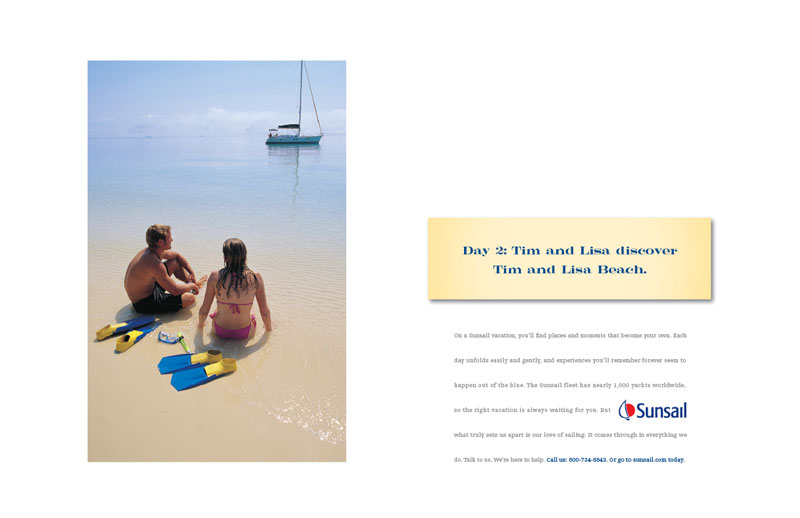 Day 2: Tim and Lisa discover
Tim and Lisa Beach.
On a Sunsail vacation, you'll find places and moments that become your own. Each
day unfolds easily and gently, and experiences you'll remember forever seem to
happen out of the blue. The Sunsail fleet has nearly 1,000 yachts worldwide,
so the right vacation is always waiting for you. But
Sunsail
what truly sets us apart is our love of sailing. It comes through in everything we
do. Talk to us. We're here to help. Call us: 800-734-8643. Or go to sunsail.com today.